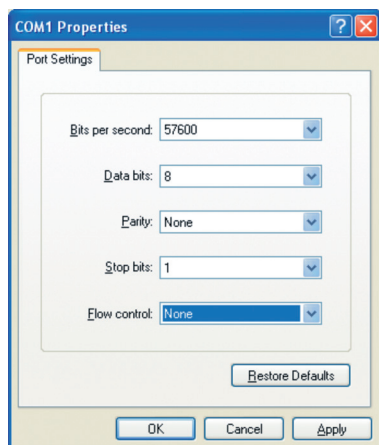 COM1 Properties
Port Settings
Bits per second: 57600
Data bits: 8
Parity: None
Stop bits: 1
Flow control: None
Restore Defaults
OK Cancel Apply